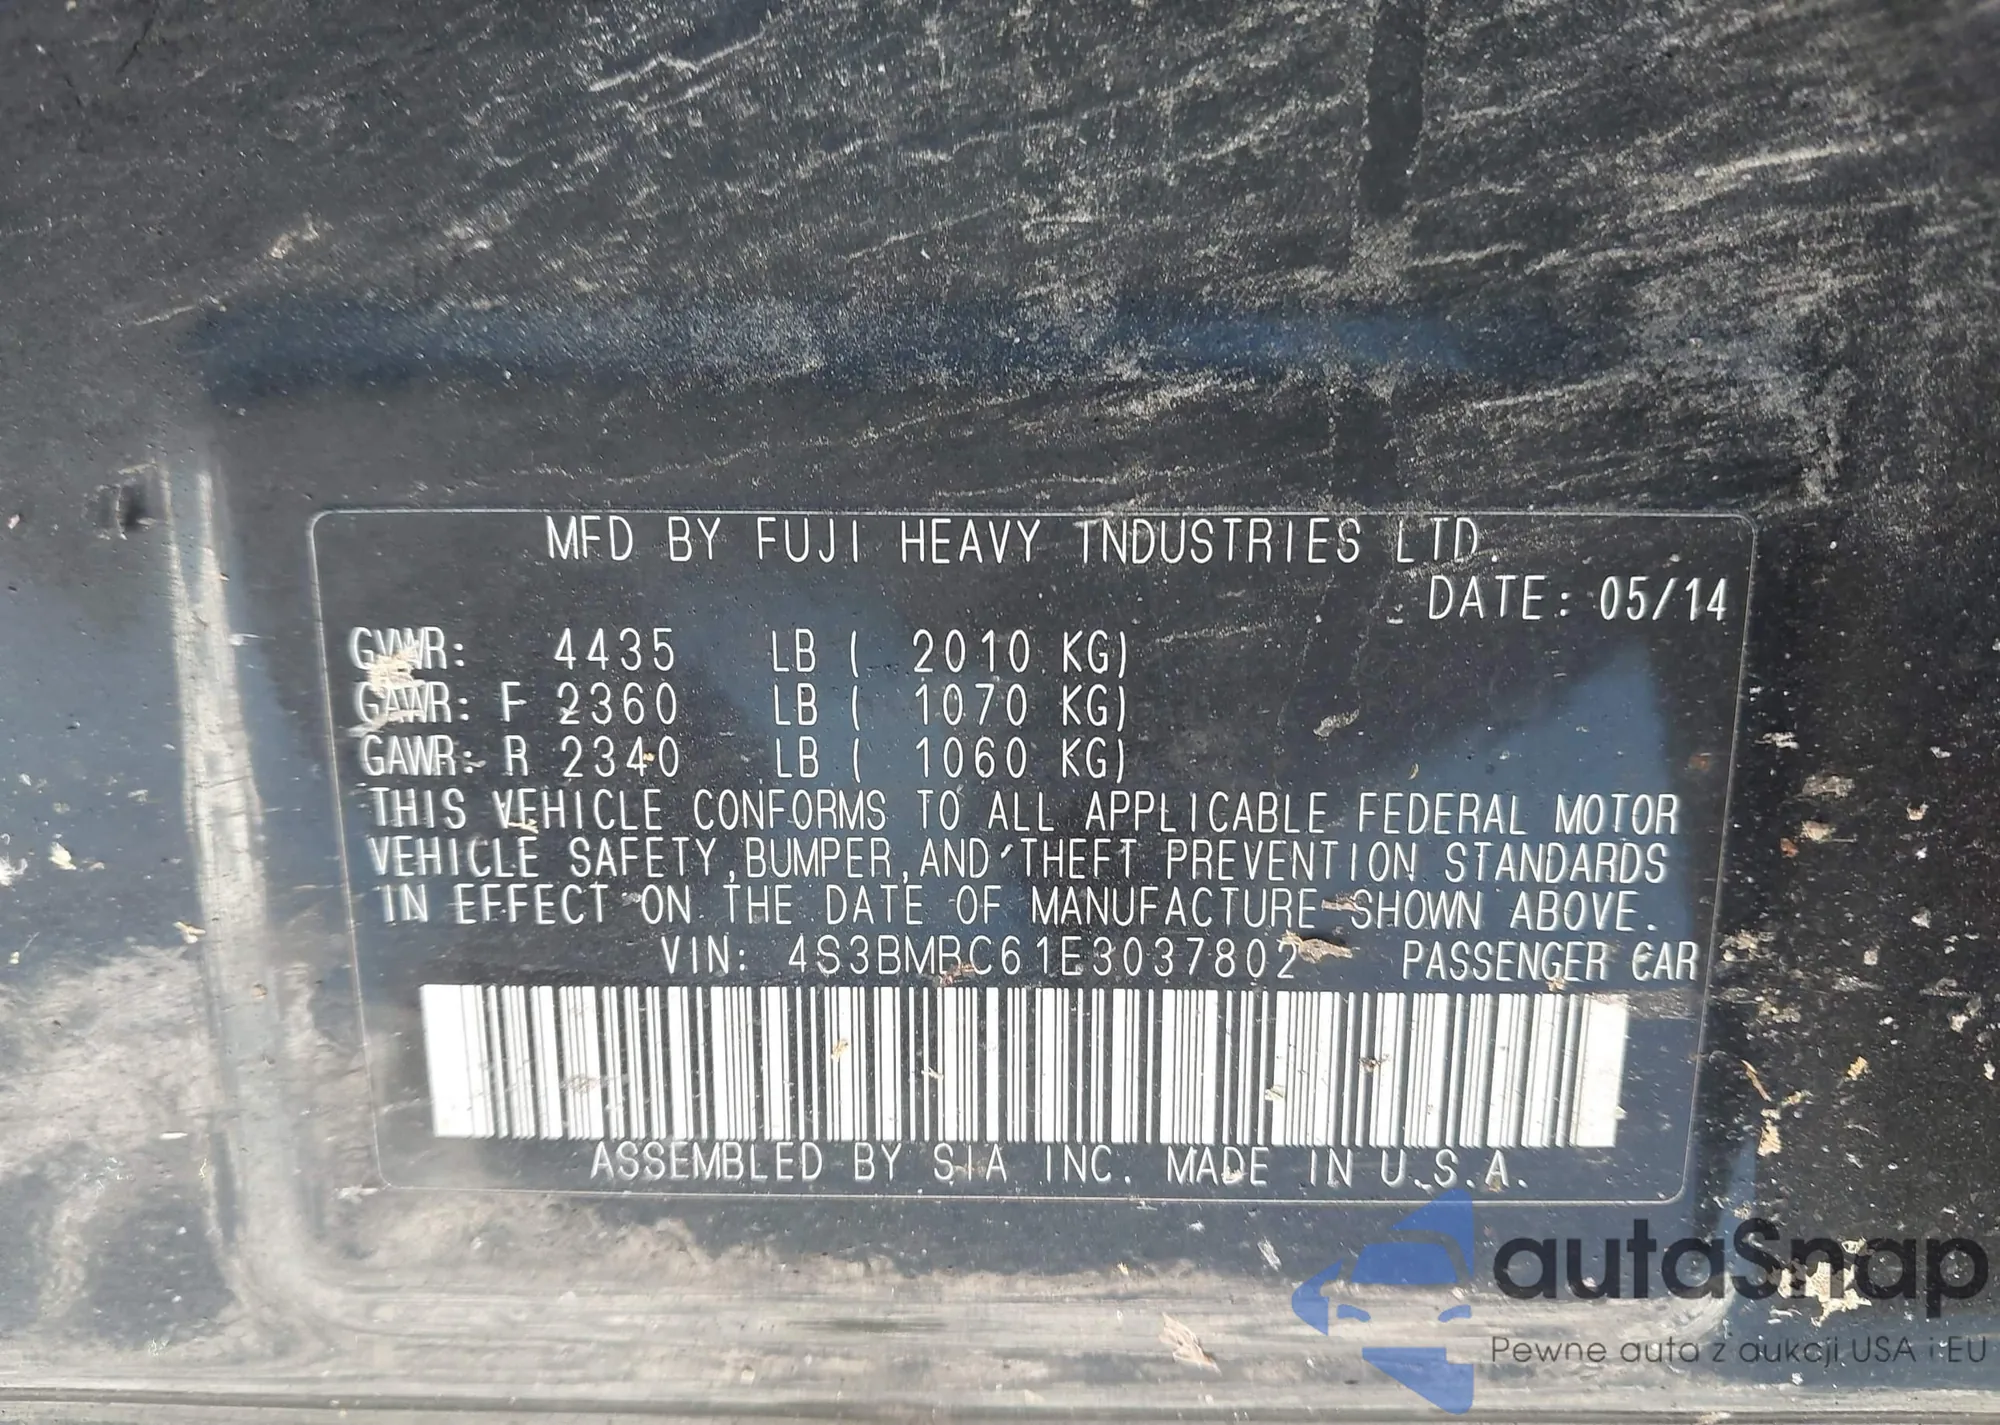 MFD BY FUJI HEAVY INDUSTRIES LTD.
DATE: 05/14
GVWR: 4435 LB ( 2010 KG)
GAWR: F 2360 LB ( 1070 KG)
GAWR: R 2340 LB ( 1060 KG)
THIS VEHICLE CONFORMS TO ALL APPLICABLE FEDERAL MOTOR
VEHICLE SAFETY,BUMPER,AND THEFT PREVENTION STANDARDS
IN EFFECT ON THE DATE OF MANUFACTURE SHOWN ABOVE.
VIN: 4S3BMBC61E3037802 PASSENGER CAR
ASSEMBLED BY SIA INC. MADE IN U.S.A.
autaSnap
Pewne auta z aukcji USA i EU